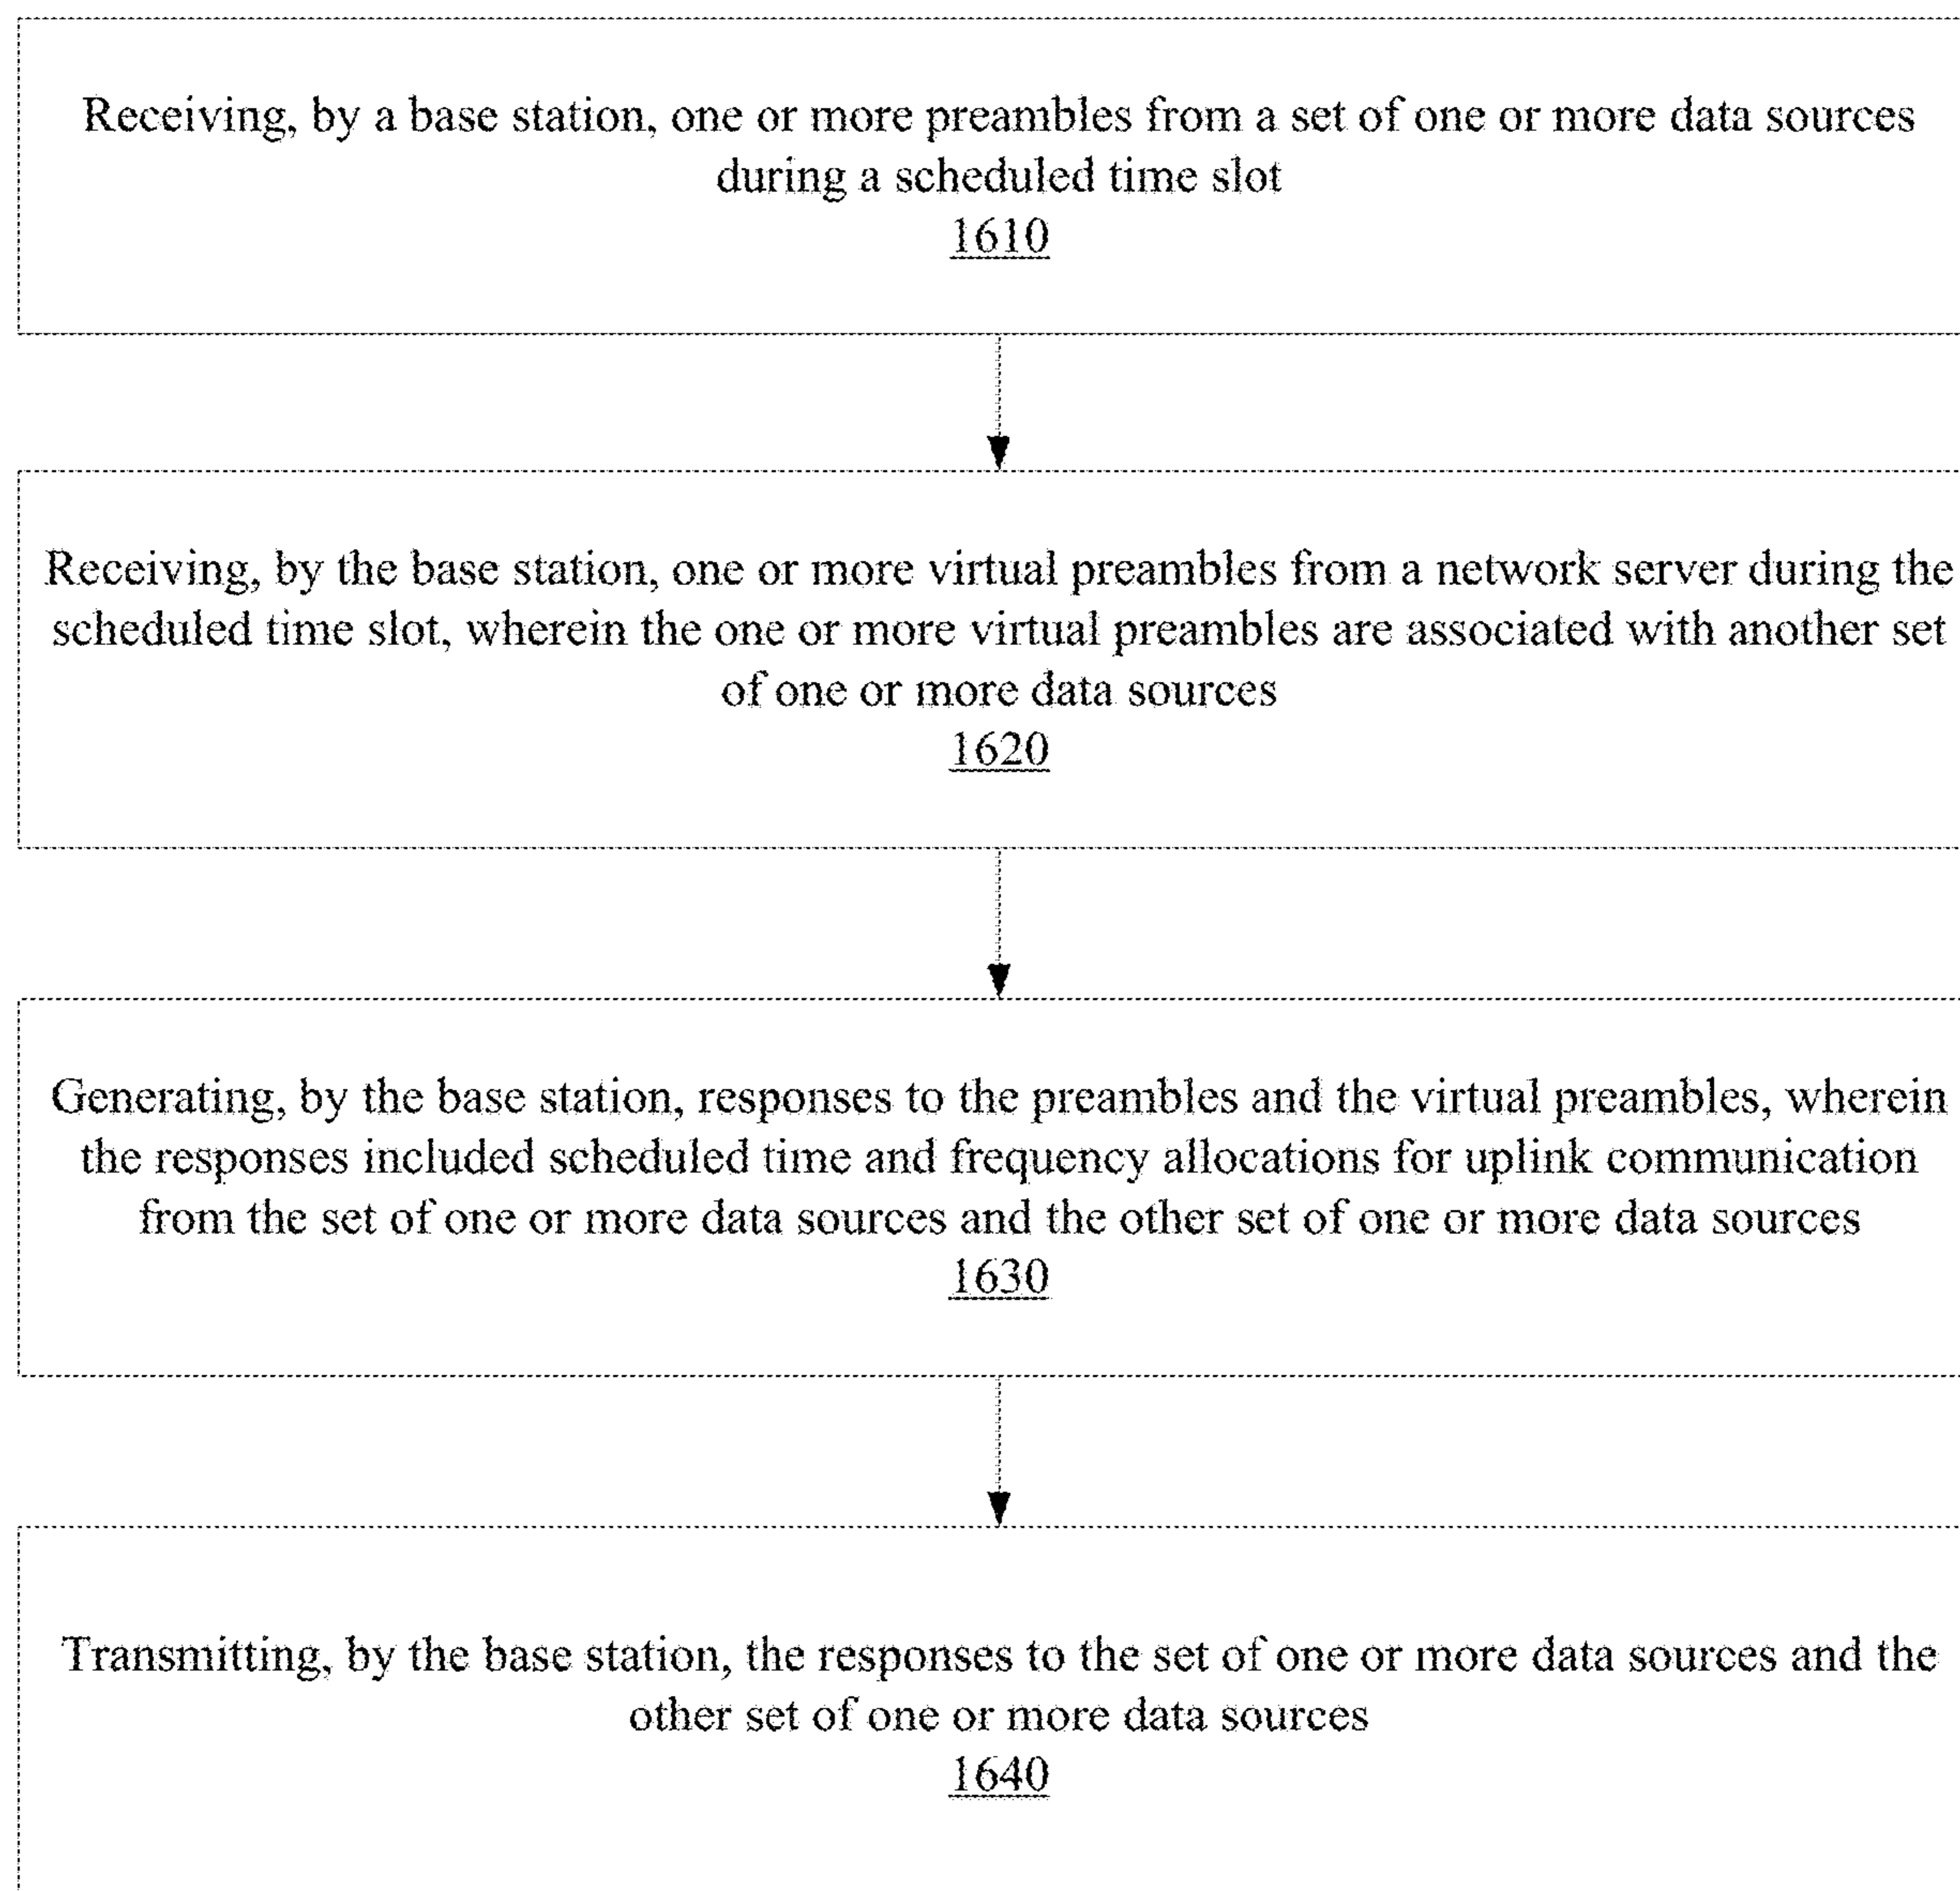 Receiving, by a base station, one or more preambles from a set of one or more data sources
during a scheduled time slot
1610
Receiving, by the base station, one or more virtual preambles from a network server during the
scheduled time slot, wherein the one or more virtual preambles are associated with another set
of one or more data sources
1620
Generating, by the base station, responses to the preambles and the virtual preambles, wherein
the responses included scheduled time and frequency allocations for uplink communication
from the set of one or more data sources and the other set of one or more data sources
1630
Transmitting, by the base station, the responses to the set of one or more data sources and the
other set of one or more data sources
1640